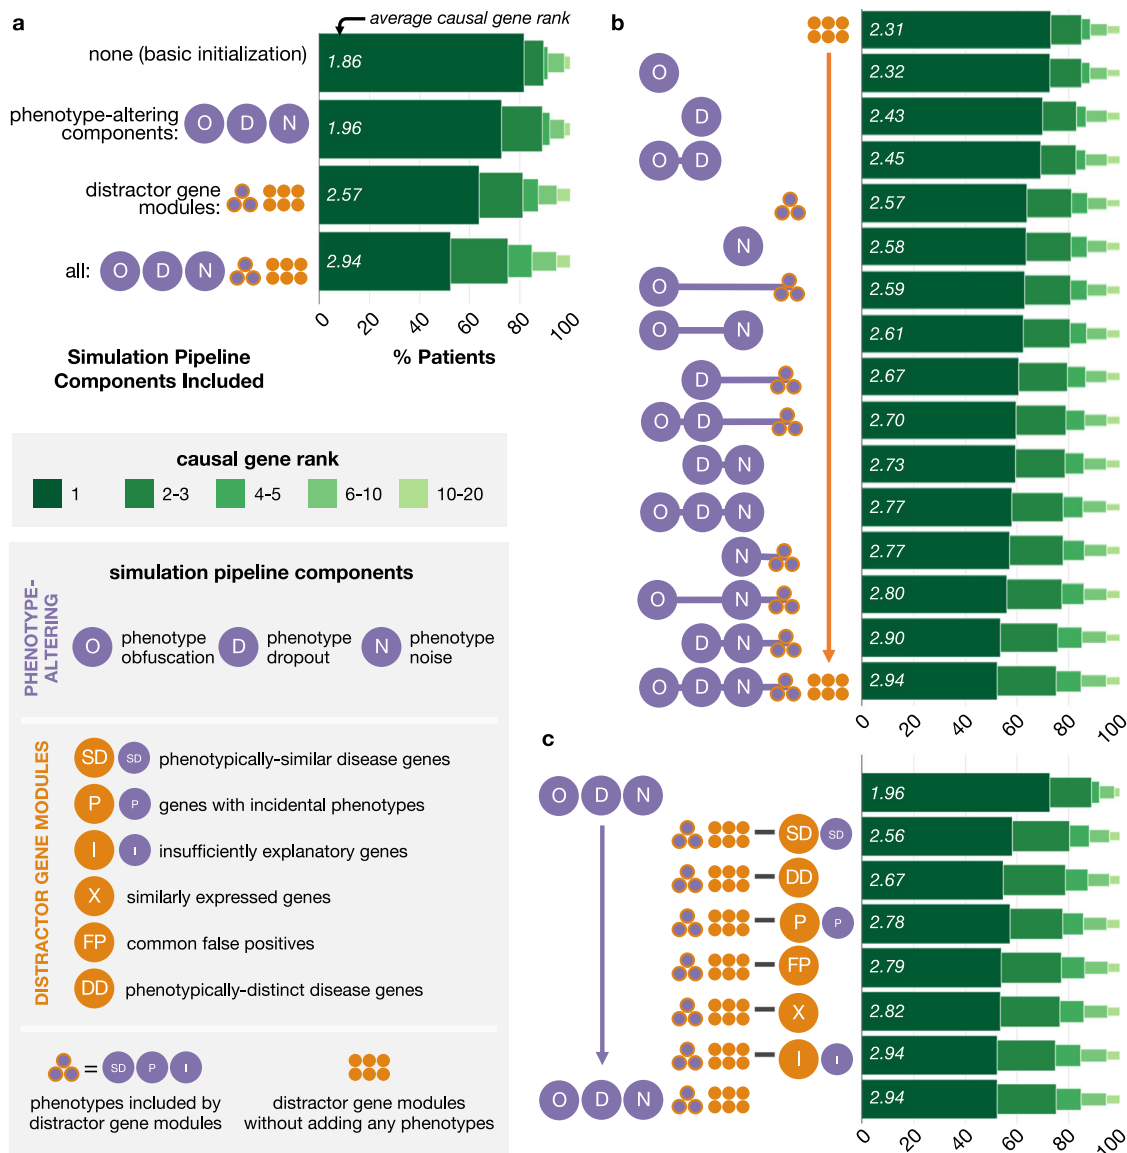 a
average causal gene rank
none (basic initialization)
1.86
phenotype-altering
components: O D N
1.96
distractor gene
modules:
2.57
all: O D N
2.94
0 20 40 60 80 100
Simulation Pipeline
Components Included
% Patients
causal gene rank
1 2-3 4-5 6-10 10-20
simulation pipeline components
PHENOTYPE-
ALTERING
O phenotype
obfuscation
D phenotype
dropout
N phenotype
noise
DISTRACTOR GENE MODULES
SD SD phenotypically-similar disease genes
P P genes with incidental phenotypes
I I insufficiently explanatory genes
X similarly expressed genes
FP common false positives
DD phenotypically-distinct disease genes
= SD P I
phenotypes included by
distractor gene modules
distractor gene modules
without adding any phenotypes
b
2.31
O 2.32
D 2.43
O D 2.45
2.57
N 2.58
O 2.59
O N 2.61
D 2.67
O D 2.70
D N 2.73
O D N 2.77
N 2.77
O N 2.80
D N 2.90
O D N 2.94
0 20 40 60 80 100
c
O D N 1.96
SD SD 2.56
DD 2.67
P P 2.78
FP 2.79
X 2.82
I I 2.94
O D N 2.94
0 20 40 60 80 100